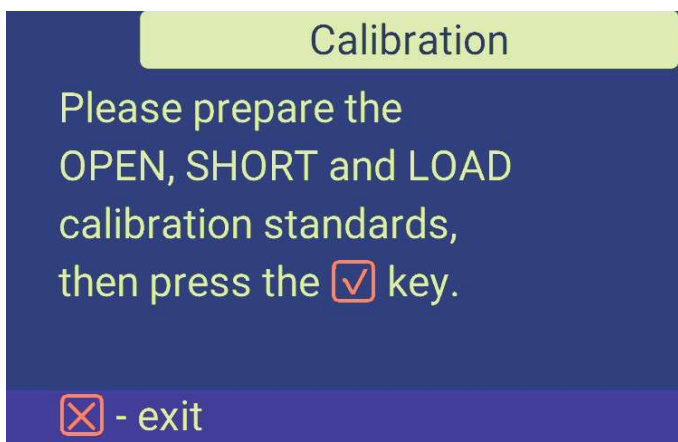 Calibration
Please prepare the
OPEN, SHORT and LOAD
calibration standards,
then press the ☑ key.
☒ - exit